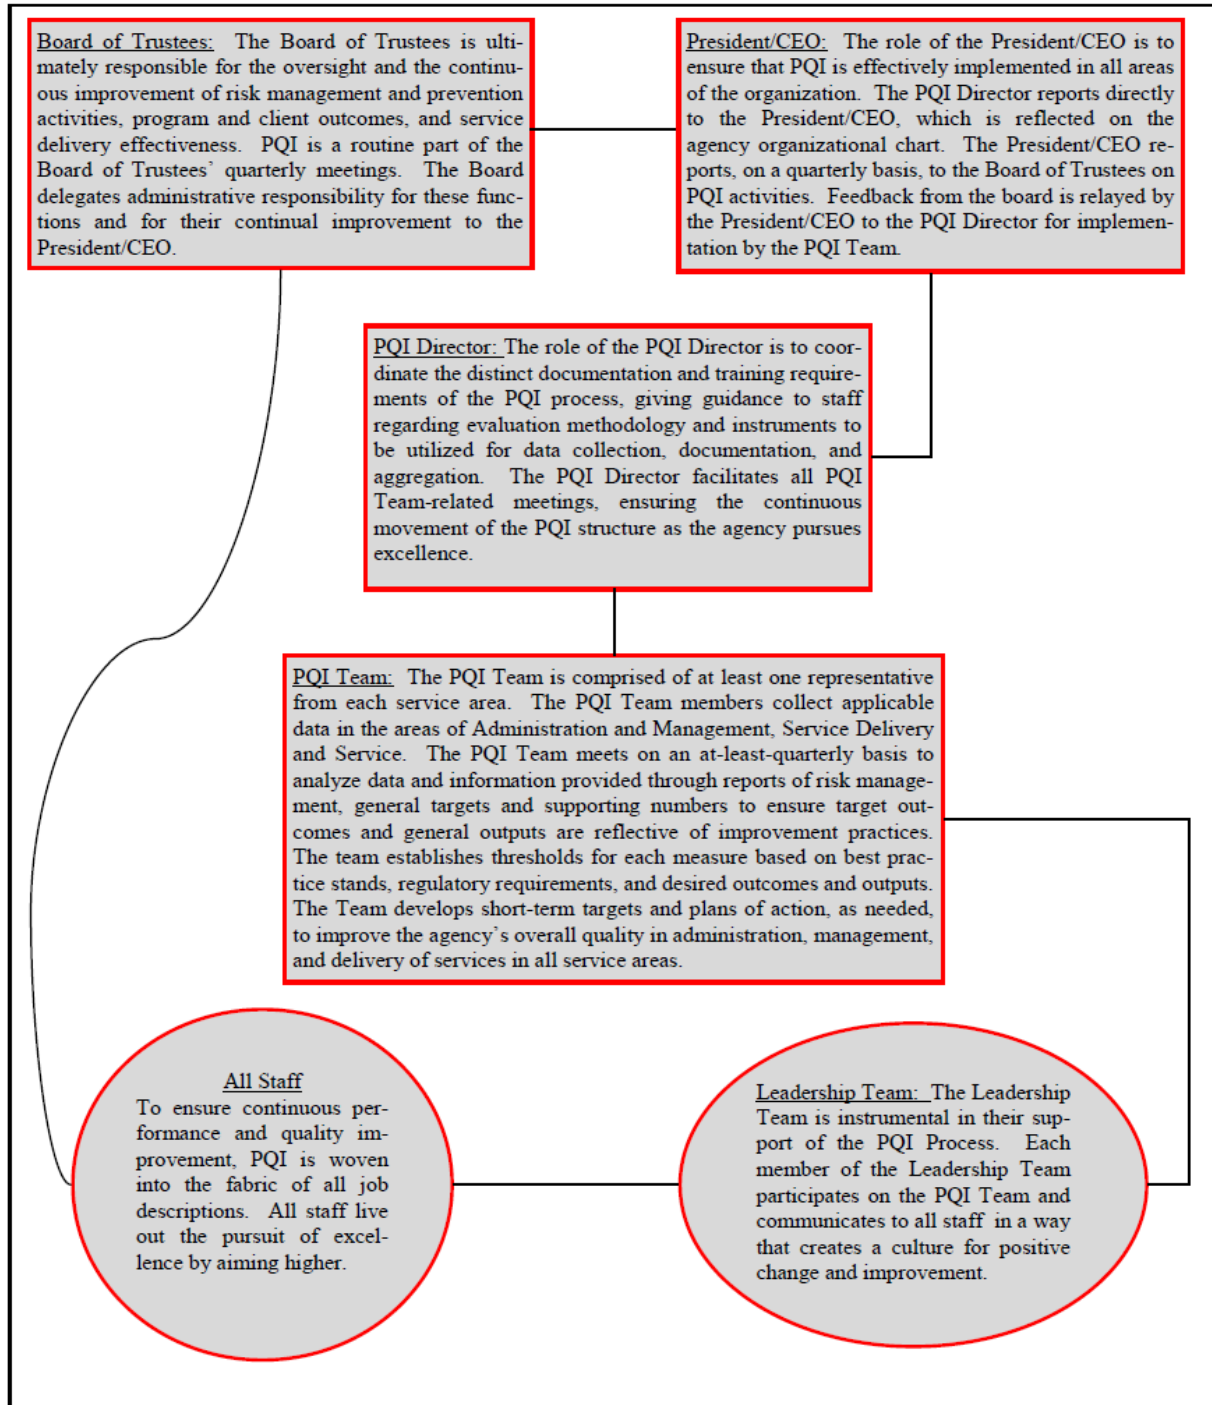 Board of Trustees: The Board of Trustees is ulti-
mately responsible for the oversight and the continu-
ous improvement of risk management and prevention
activities, program and client outcomes, and service
delivery effectiveness. PQI is a routine part of the
Board of Trustees’ quarterly meetings. The Board
delegates administrative responsibility for these func-
tions and for their continual improvement to the
President/CEO.
President/CEO: The role of the President/CEO is to
ensure that PQI is effectively implemented in all areas
of the organization. The PQI Director reports directly
to the President/CEO, which is reflected on the
agency organizational chart. The President/CEO re-
ports, on a quarterly basis, to the Board of Trustees on
PQI activities. Feedback from the board is relayed by
the President/CEO to the PQI Director for implemen-
tation by the PQI Team.
PQI Director: The role of the PQI Director is to coor-
dinate the distinct documentation and training require-
ments of the PQI process, giving guidance to staff
regarding evaluation methodology and instruments to
be utilized for data collection, documentation, and
aggregation. The PQI Director facilitates all PQI
Team-related meetings, ensuring the continuous
movement of the PQI structure as the agency pursues
excellence.
PQI Team: The PQI Team is comprised of at least one representative
from each service area. The PQI Team members collect applicable
data in the areas of Administration and Management, Service Delivery
and Service. The PQI Team meets on an at-least-quarterly basis to
analyze data and information provided through reports of risk manage-
ment, general targets and supporting numbers to ensure target out-
comes and general outputs are reflective of improvement practices.
The team establishes thresholds for each measure based on best prac-
tice stands, regulatory requirements, and desired outcomes and outputs.
The Team develops short-term targets and plans of action, as needed,
to improve the agency’s overall quality in administration, management,
and delivery of services in all service areas.
All Staff
To ensure continuous per-
formance and quality im-
provement, PQI is woven
into the fabric of all job
descriptions. All staff live
out the pursuit of excel-
lence by aiming higher.
Leadership Team: The Leadership
Team is instrumental in their sup-
port of the PQI Process. Each
member of the Leadership Team
participates on the PQI Team and
communicates to all staff in a way
that creates a culture for positive
change and improvement.